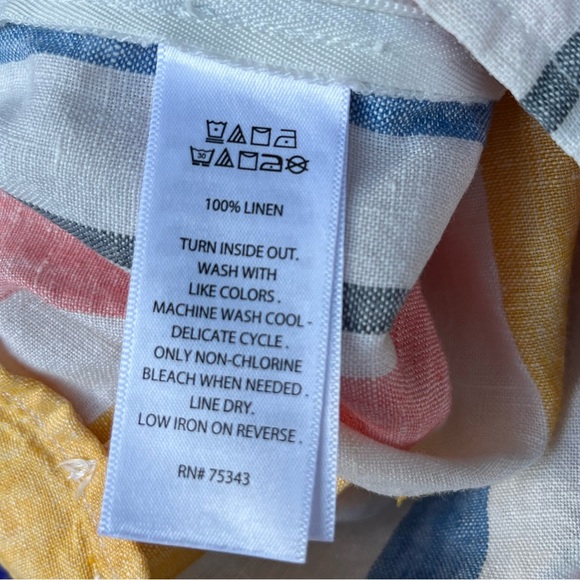 30
100% LINEN
TURN INSIDE OUT.
WASH WITH
LIKE COLORS .
MACHINE WASH COOL -
DELICATE CYCLE .
ONLY NON-CHLORINE
BLEACH WHEN NEEDED .
LINE DRY.
LOW IRON ON REVERSE .
RN# 75343